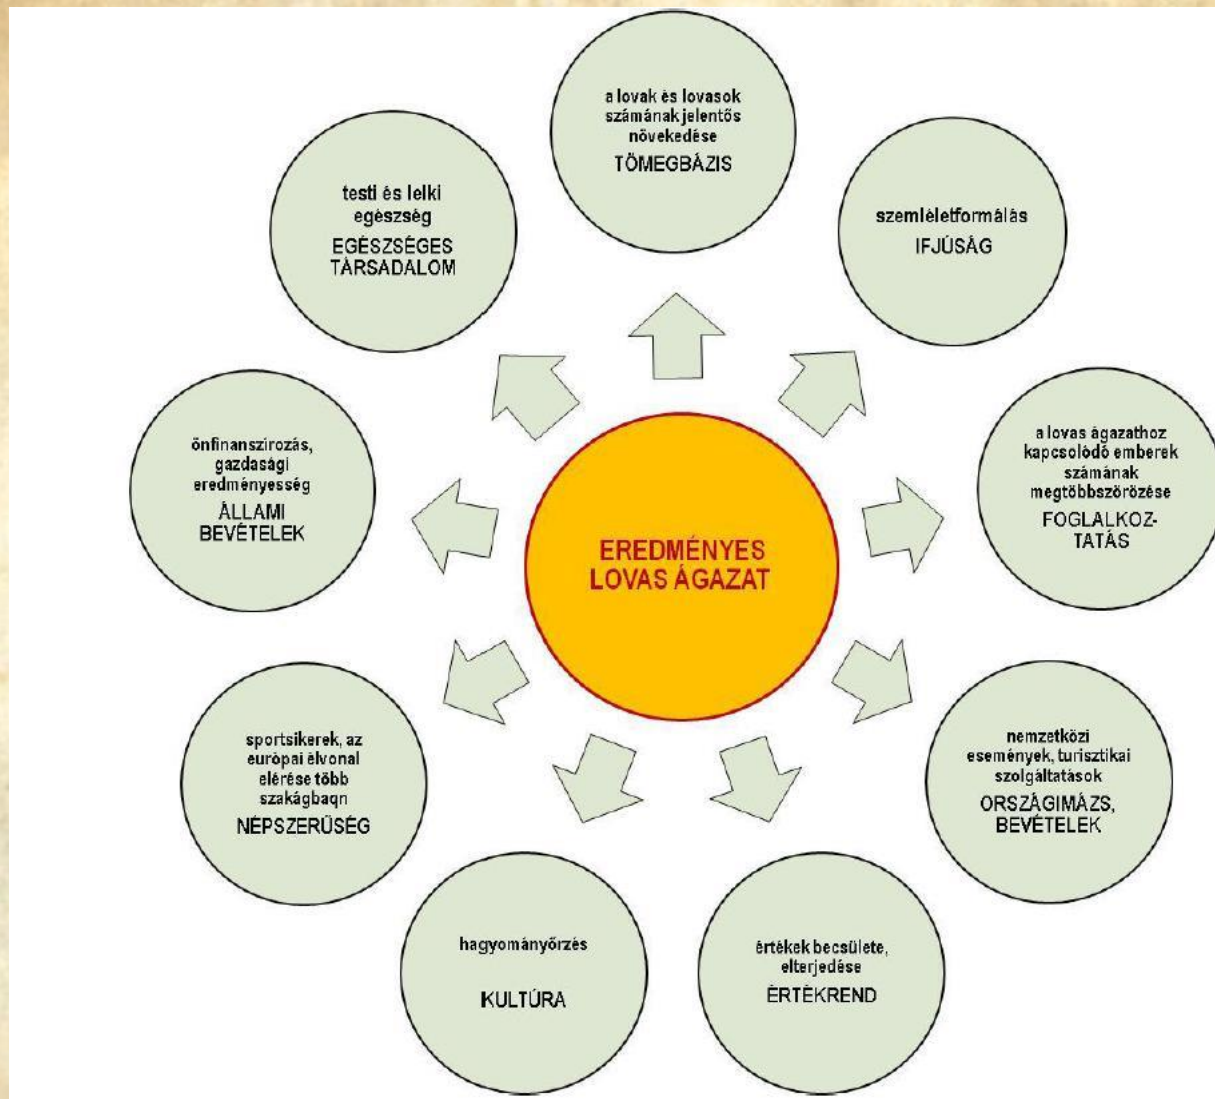 a lovak és lovasok
számának jelentős
növekedése
TÖMEGBÁZIS
szemléletformálás
IFJÚSÁG
a lovas ágazathoz
kapcsolódó emberek
számának
megtöbbszörözése
FOGLALKOZ-
TATÁS
nemzetközi
események, turisztikai
szolgáltatások
ORSZÁGIMÁZS,
BEVÉTELEK
értékek becsülete,
elterjedése
ÉRTÉKREND
hagyományőrzés
KULTÚRA
sportsikerek, az
európai élvonal
elérése több
szakágbaqn
NÉPSZERŰSÉG
önfinanszírozás,
gazdasági
eredményesség
ÁLLAMI
BEVÉTELEK
testi és lelki
egészség
EGÉSZSÉGES
TÁRSADALOM
EREDMÉNYES
LOVAS ÁGAZAT